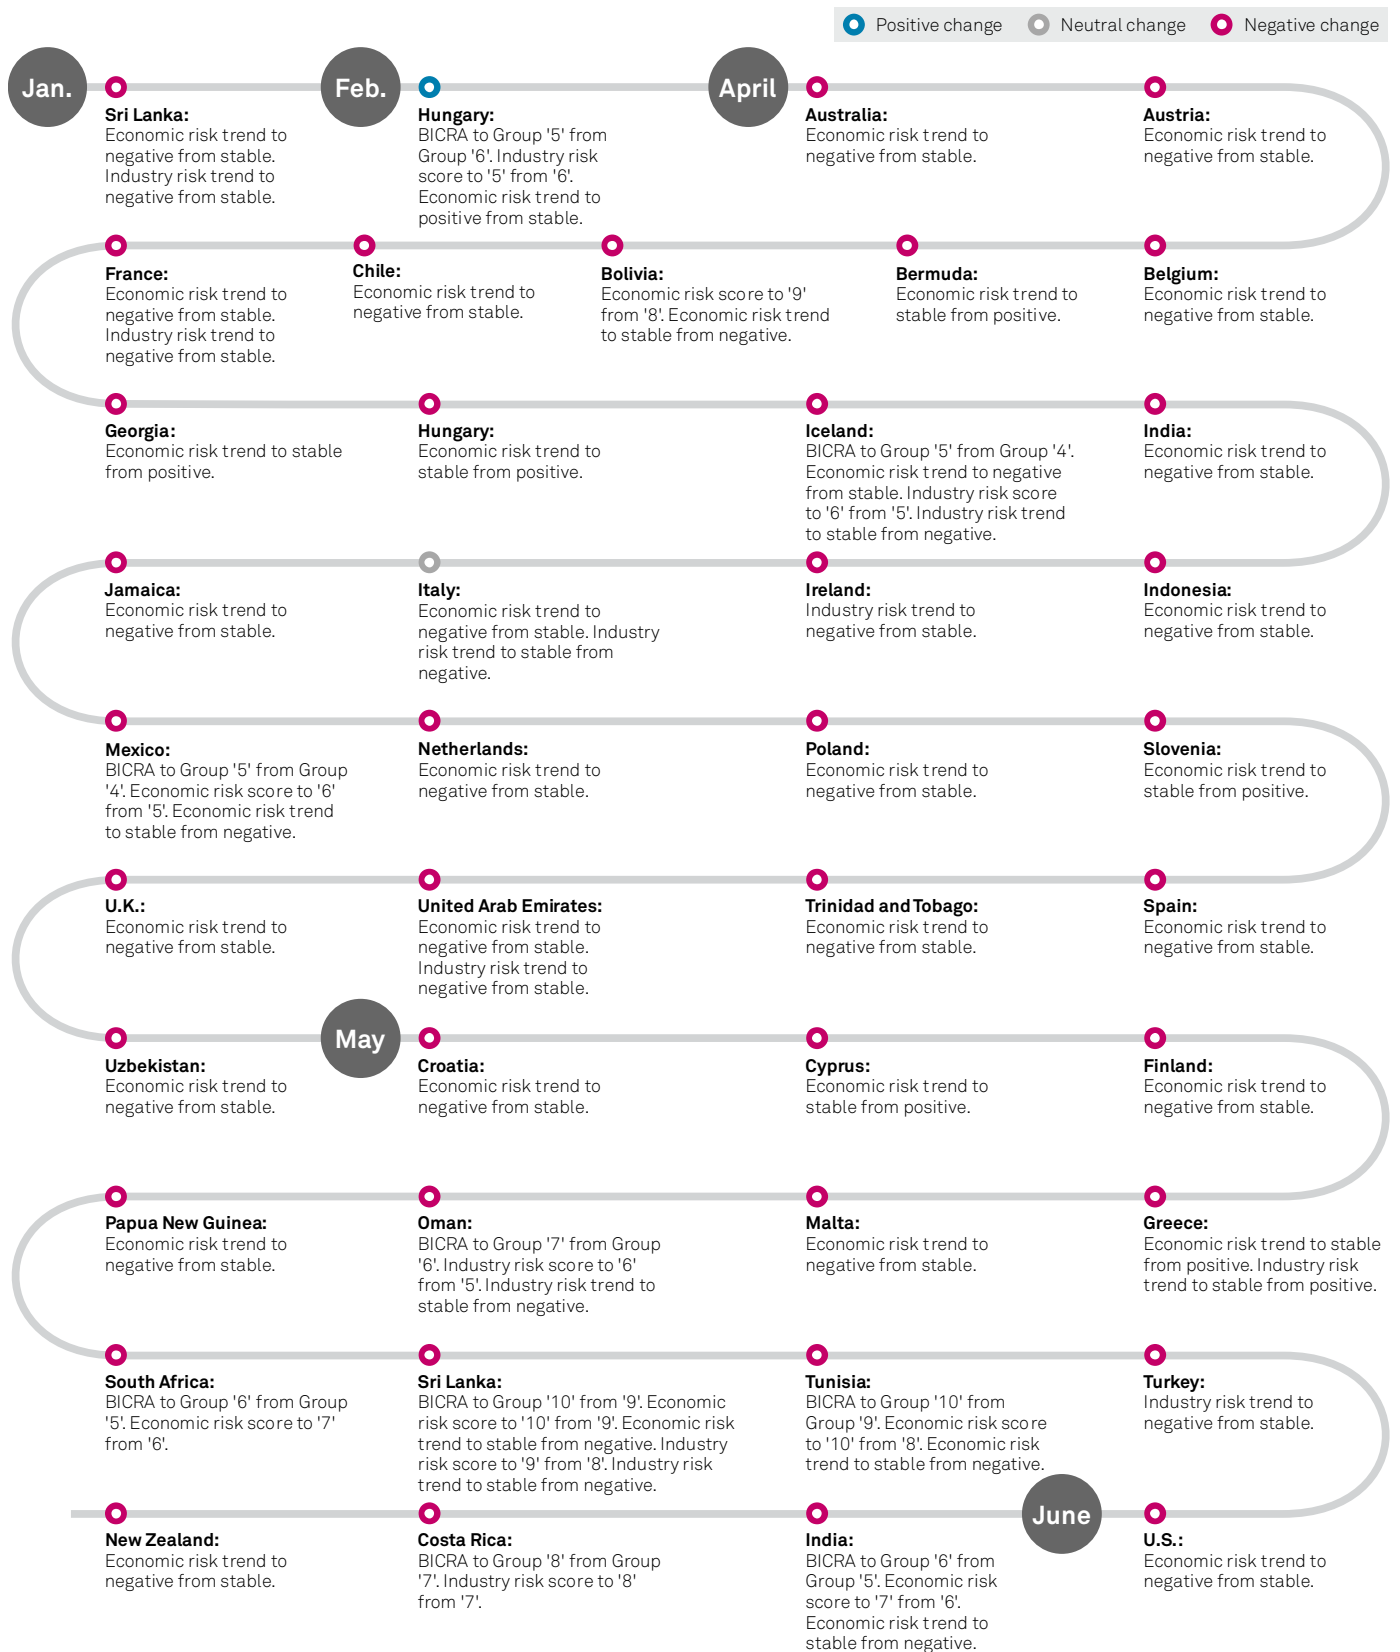 Positive change
Neutral change
Negative change
Jan.
Feb.
April
Sri Lanka:
Economic risk trend to
negative from stable.
Industry risk trend to
negative from stable.
Hungary:
BICRA to Group '5' from
Group '6'. Industry risk
score to '5' from '6'.
Economic risk trend to
positive from stable.
Australia:
Economic risk trend to
negative from stable.
Austria:
Economic risk trend to
negative from stable.
France:
Economic risk trend to
negative from stable.
Industry risk trend to
negative from stable.
Chile:
Economic risk trend to
negative from stable.
Bolivia:
Economic risk score to '9'
from '8'. Economic risk trend
to stable from negative.
Bermuda:
Economic risk trend to
stable from positive.
Belgium:
Economic risk trend to
negative from stable.
Georgia:
Economic risk trend to stable
from positive.
Hungary:
Economic risk trend to
stable from positive.
Iceland:
BICRA to Group '5' from Group '4'.
Economic risk trend to negative
from stable. Industry risk score
to '6' from '5'. Industry risk trend
to stable from negative.
India:
Economic risk trend to
negative from stable.
Jamaica:
Economic risk trend to
negative from stable.
Italy:
Economic risk trend to
negative from stable. Industry
risk trend to stable from
negative.
Ireland:
Industry risk trend to
negative from stable.
Indonesia:
Economic risk trend to
negative from stable.
Mexico:
BICRA to Group '5' from Group
'4'. Economic risk score to '6'
from '5'. Economic risk trend
to stable from negative.
Netherlands:
Economic risk trend to
negative from stable.
Poland:
Economic risk trend to
negative from stable.
Slovenia:
Economic risk trend to
stable from positive.
U.K.:
Economic risk trend to
negative from stable.
United Arab Emirates:
Economic risk trend to
negative from stable.
Industry risk trend to
negative from stable.
Trinidad and Tobago:
Economic risk trend to
negative from stable.
Spain:
Economic risk trend to
negative from stable.
May
Uzbekistan:
Economic risk trend to
negative from stable.
Croatia:
Economic risk trend to
negative from stable.
Cyprus:
Economic risk trend to
stable from positive.
Finland:
Economic risk trend to
negative from stable.
Papua New Guinea:
Economic risk trend to
negative from stable.
Oman:
BICRA to Group '7' from Group
'6'. Industry risk score to '6'
from '5'. Industry risk trend to
stable from negative.
Malta:
Economic risk trend to
negative from stable.
Greece:
Economic risk trend to stable
from positive. Industry risk
trend to stable from positive.
South Africa:
BICRA to Group '6' from Group
'5'. Economic risk score to '7'
from '6'.
Sri Lanka:
BICRA to Group '10' from '9'. Economic
risk score to '10' from '9'. Economic risk
trend to stable from negative. Industry
risk score to '9' from '8'. Industry risk
trend to stable from negative.
Tunisia:
BICRA to Group '10' from
Group '9'. Economic risk score
to '10' from '8'. Economic risk
trend to stable from negative.
Turkey:
Industry risk trend to
negative from stable.
June
New Zealand:
Economic risk trend to
negative from stable.
Costa Rica:
BICRA to Group '8' from Group
'7'. Industry risk score to '8'
from '7'.
India:
BICRA to Group '6' from
Group '5'. Economic risk
score to '7' from '6'.
Economic risk trend to
stable from negative.
U.S.:
Economic risk trend to
negative from stable.